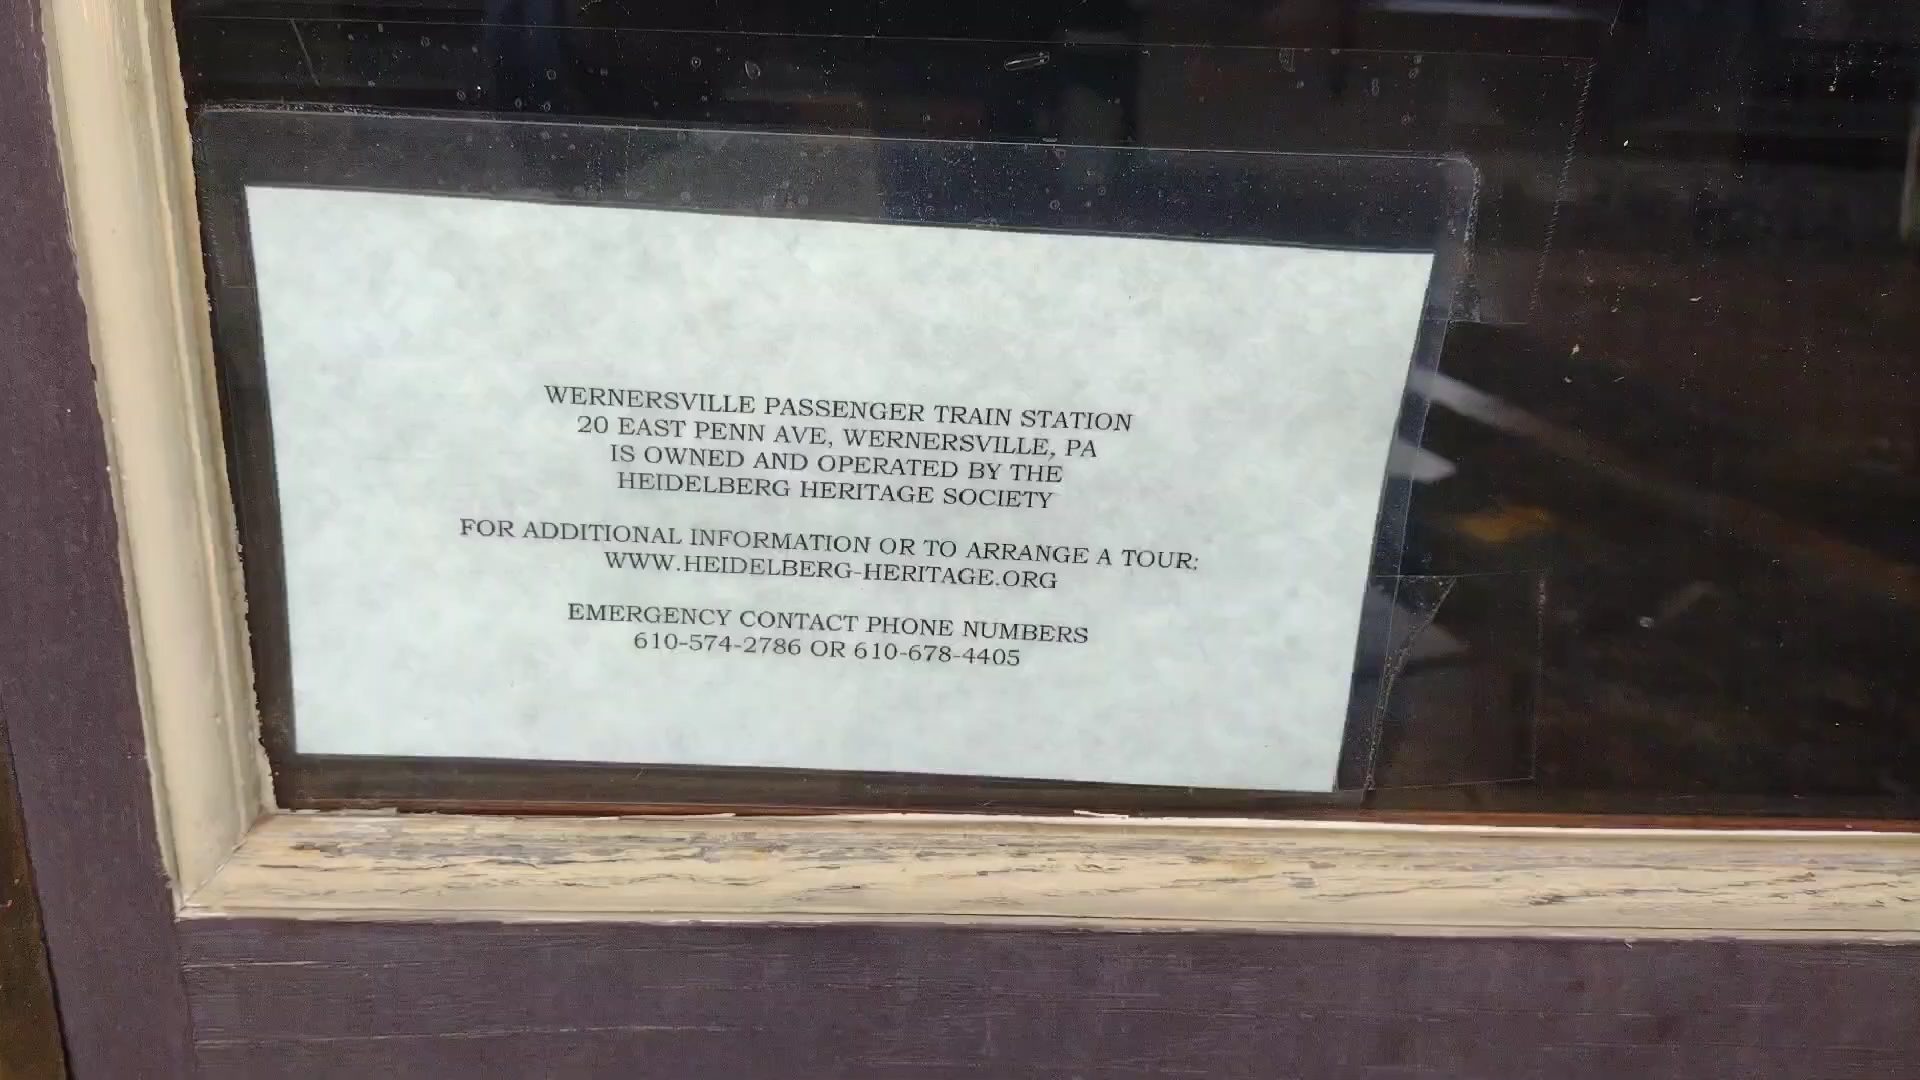 WERNERSVILLE PASSENGER TRAIN STATION
20 EAST PENN AVE, WERNERSVILLE, PA
IS OWNED AND OPERATED BY THE
HEIDELBERG HERITAGE SOCIETY
FOR ADDITIONAL INFORMATION OR TO ARRANGE A TOUR:
WWW.HEIDELBERG-HERITAGE.ORG
EMERGENCY CONTACT PHONE NUMBERS
610-574-2786 OR 610-678-4405